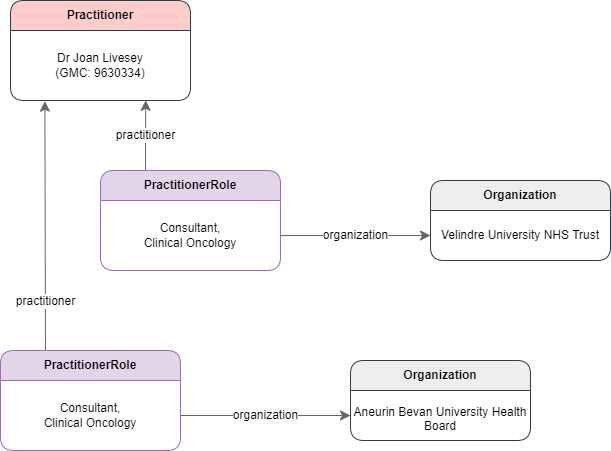 Practitioner
Dr Joan Livesey
(GMC: 9630334)
practitioner
PractitionerRole
Consultant,
Clinical Oncology
organization
Organization
Velindre University NHS Trust
practitioner
PractitionerRole
Consultant,
Clinical Oncology
organization
Organization
Aneurin Bevan University Health
Board